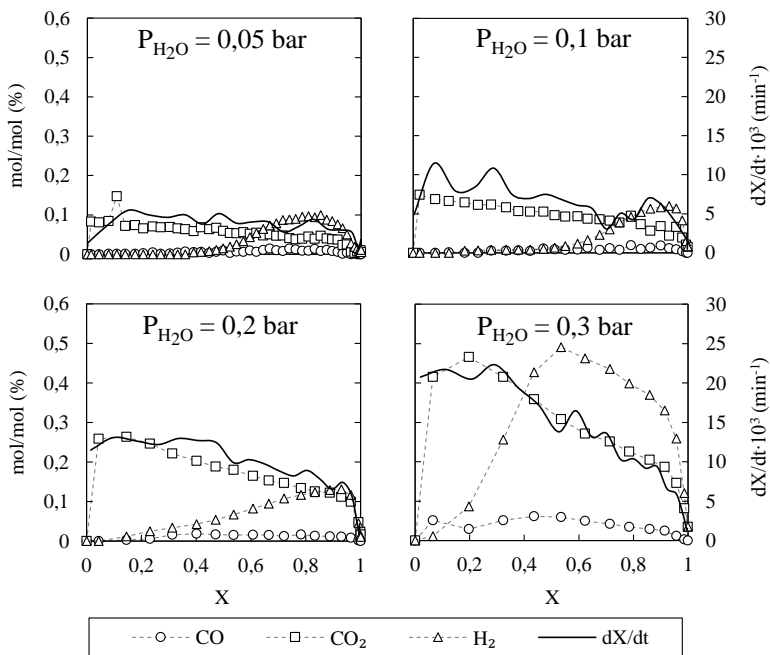 P_H₂O = 0,05 bar
P_H₂O = 0,1 bar
0,6
0,5
0,4
0,3
0,2
0,1
0
mol/mol (%)
30
25
20
15
10
5
0
dX/dt·10³ (min⁻¹)
P_H₂O = 0,2 bar
P_H₂O = 0,3 bar
0,6
0,5
0,4
0,3
0,2
0,1
0
mol/mol (%)
30
25
20
15
10
5
0
dX/dt·10³ (min⁻¹)
0 0,2 0,4 0,6 0,8 1
0 0,2 0,4 0,6 0,8 1
X
X
CO CO₂ H₂ dX/dt